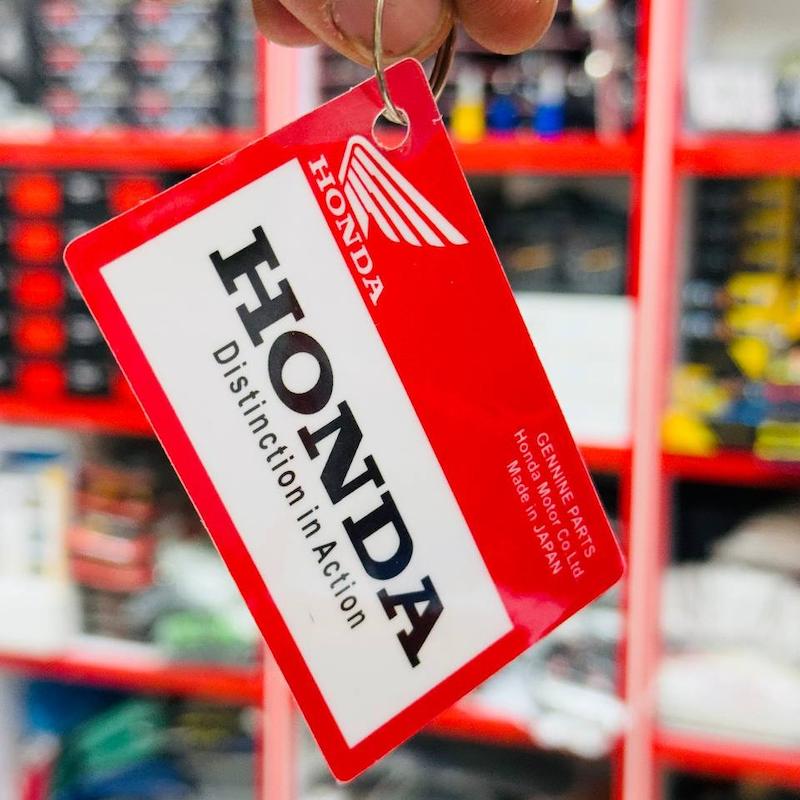 HONDA
HONDA
Distinction in Action
GENNINE PARTS
Honda Motor Co Ltd
Made in JAPAN